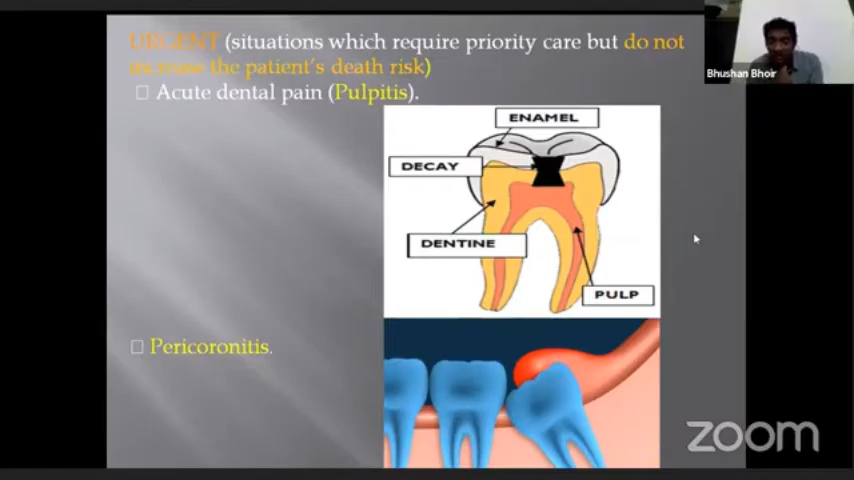 URGENT (situations which require priority care but do not
increase the patient's death risk)
Acute dental pain (Pulpitis).
ENAMEL
DECAY
DENTINE
PULP
Pericoronitis.
Bhushan Bhoir
zoom